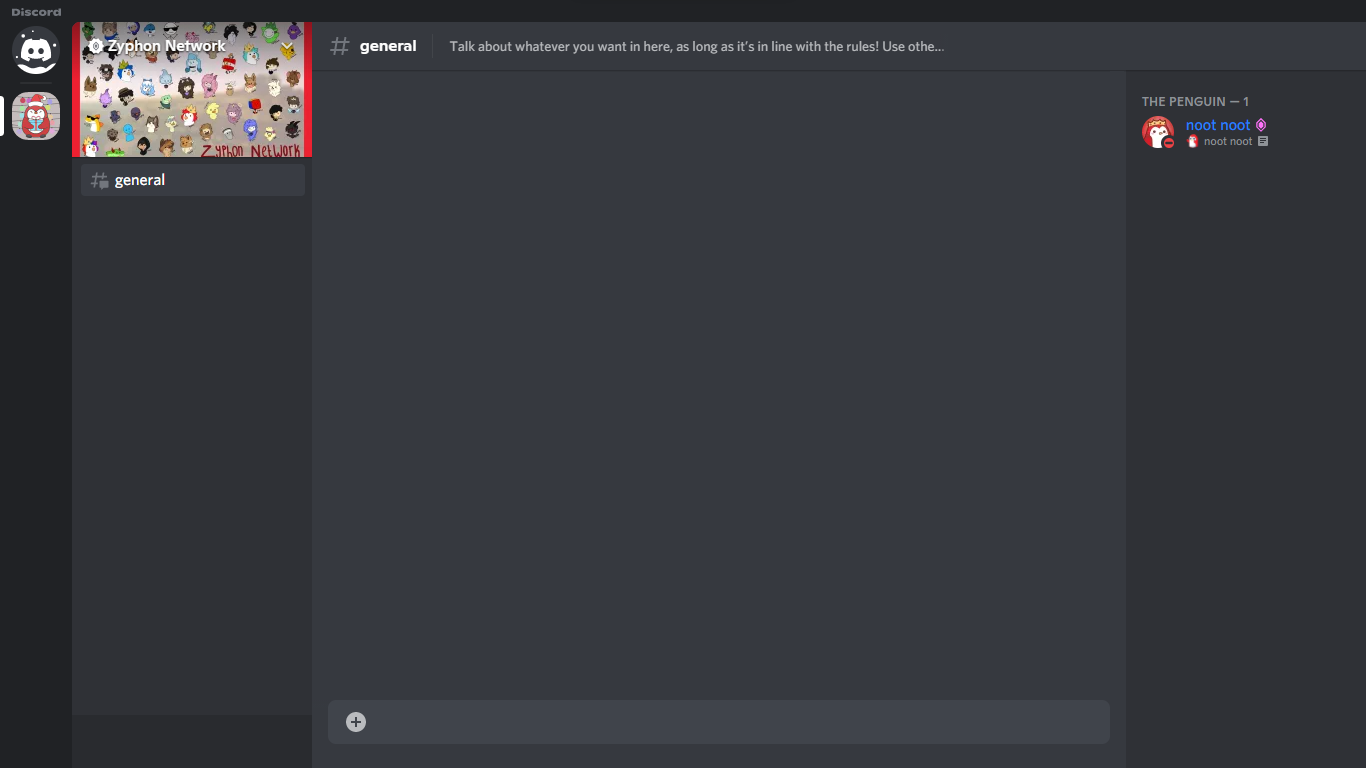 Discord
Zyphon Network
Zyphon Network
general
general
Talk about whatever you want in here, as long as it's in line with the rules! Use othe...
THE PENGUIN — 1
noot noot
noot noot